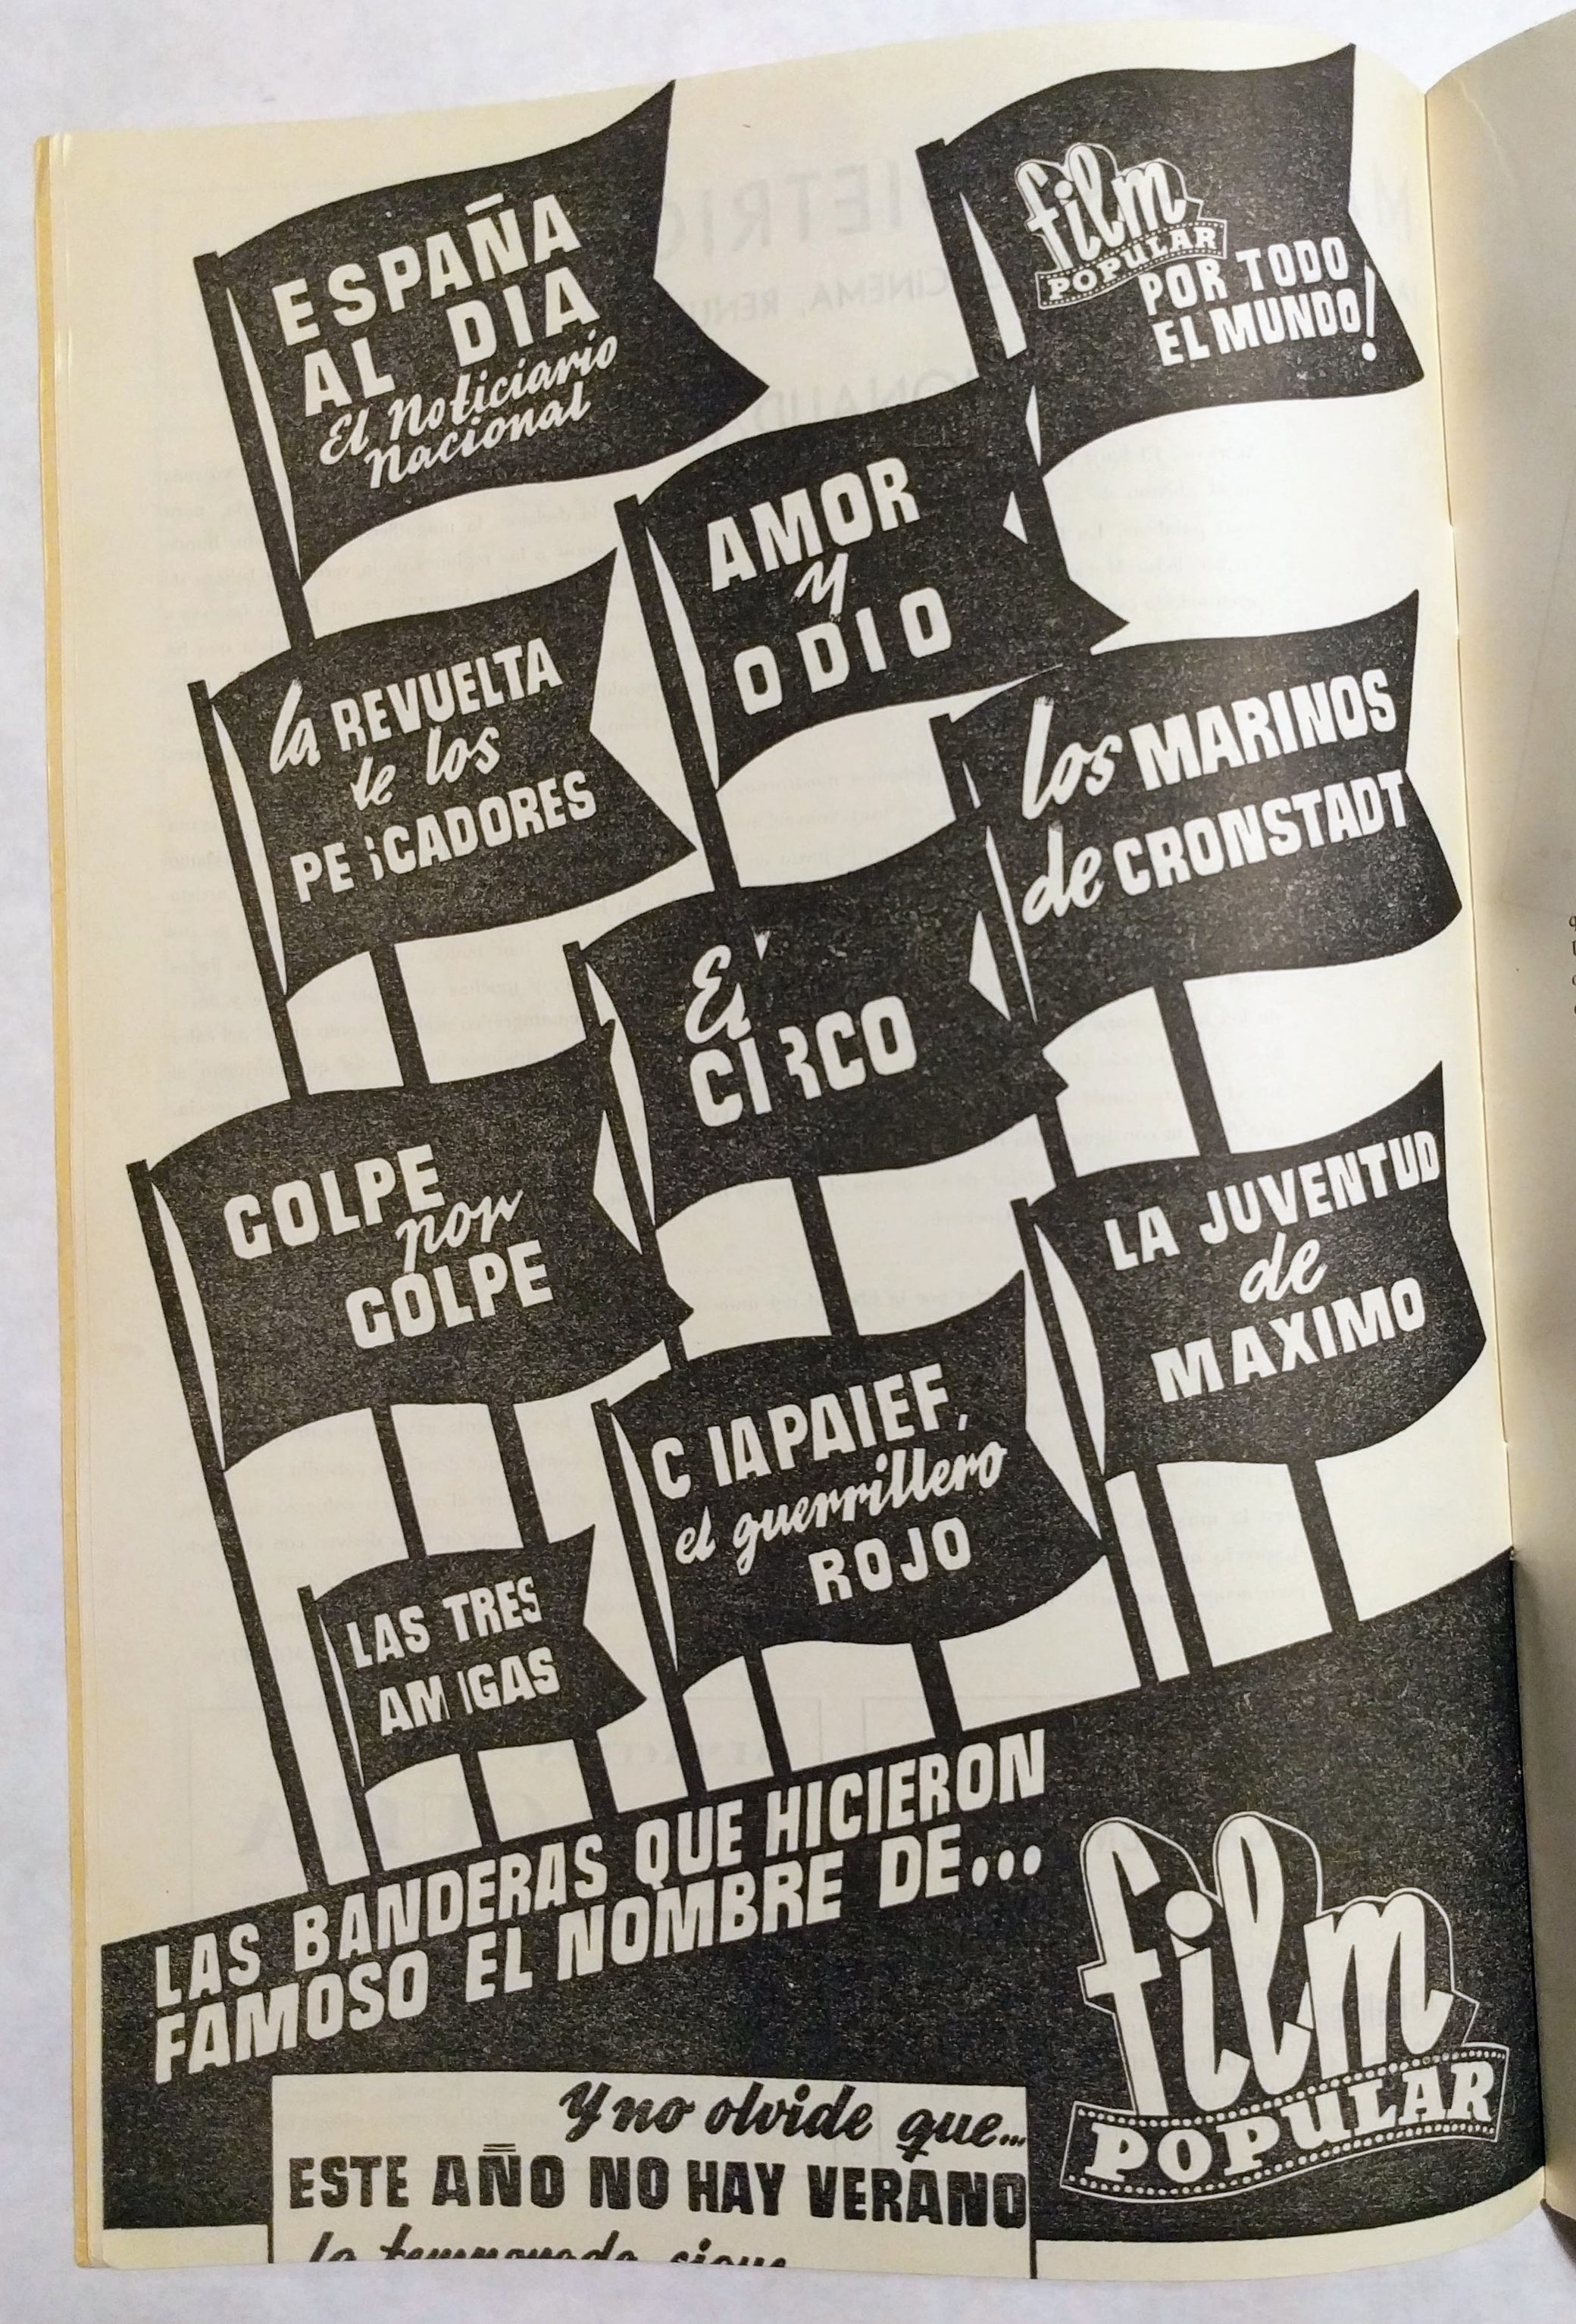 ESPAÑA
AL DIA
El Noticiario
Nacional
film
POPULAR
POR TODO
EL MUNDO!
AMOR
y
ODIO
la REVUELTA
de los
PESCADORES
los MARINOS
de CRONSTADT
El
CIRCO
GOLPE
por
GOLPE
LA JUVENTUD
de
MAXIMO
CHAPAIEF,
el guerrillero
ROJO
LAS TRES
AMIGAS
LAS BANDERAS QUE HICIERON
FAMOSO EL NOMBRE DE...
film
POPULAR
Y no olvide que...
ESTE AÑO NO HAY VERANO
la temporada sigue